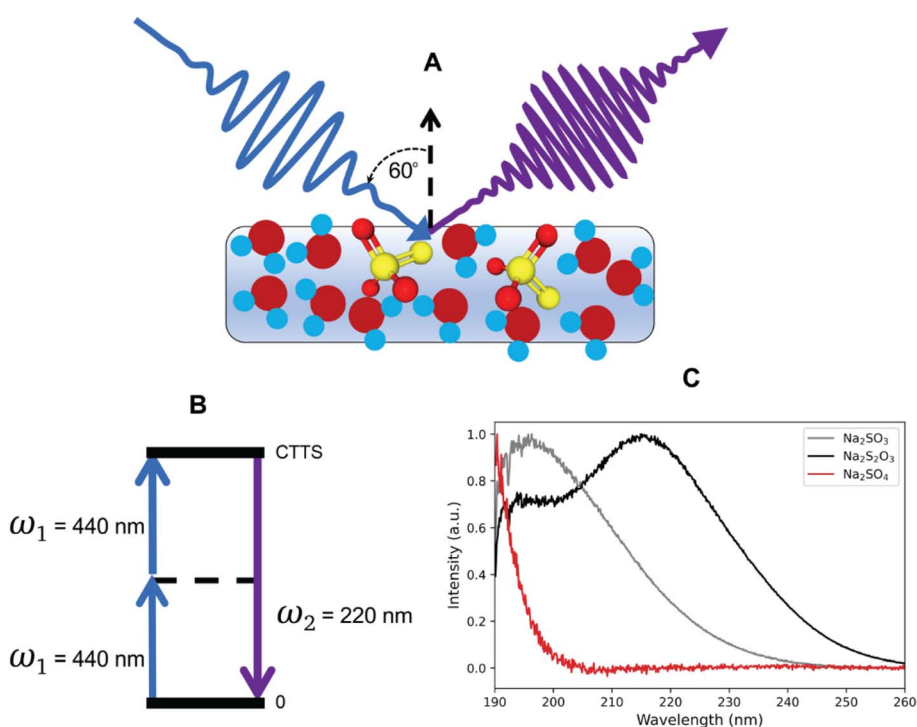 A
60°
B
CTTS
ω₁ = 440 nm
ω₂ = 220 nm
ω₁ = 440 nm
0
C
Na₂SO₃
Na₂S₂O₃
Na₂SO₄
Intensity (a.u.)
1.0
0.8
0.6
0.4
0.2
0.0
190 200 210 220 230 240 250 260
Wavelength (nm)